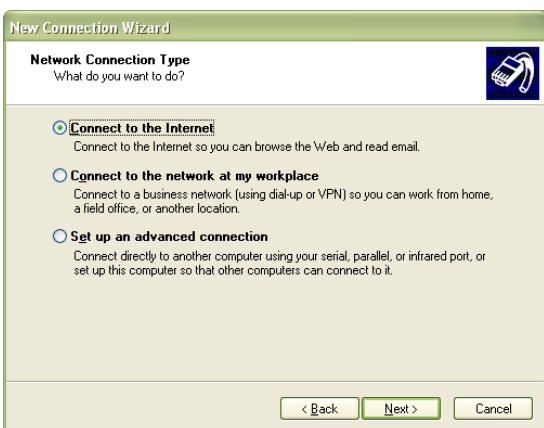 New Connection Wizard
Network Connection Type
What do you want to do?
Connect to the Internet
Connect to the Internet so you can browse the Web and read email.
Connect to the network at my workplace
Connect to a business network (using dial-up or VPN) so you can work from home,
a field office, or another location.
Set up an advanced connection
Connect directly to another computer using your serial, parallel, or infrared port, or
set up this computer so that other computers can connect to it.
< Back
Next >
Cancel